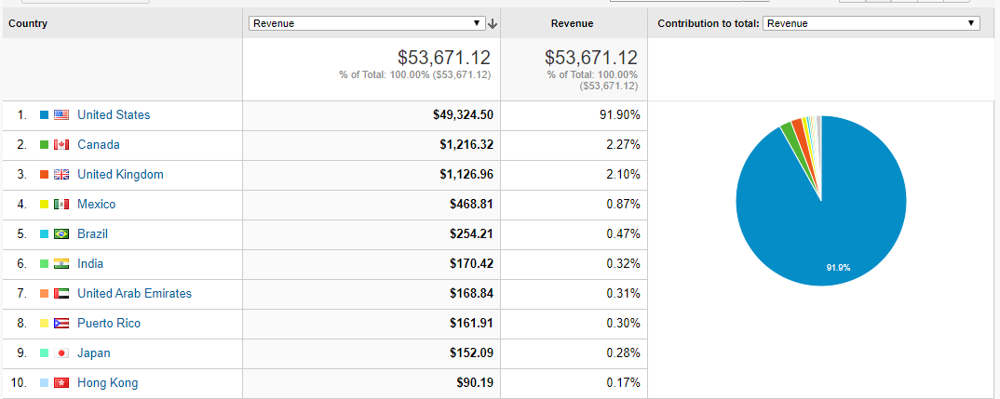 Country Revenue Revenue Contribution to total: Revenue
$53,671.12 $53,671.12
% of Total: 100.00% ($53,671.12) % of Total: 100.00%
($53,671.12)
1. United States $49,324.50 91.90%
2. Canada $1,216.32 2.27%
3. United Kingdom $1,126.96 2.10%
4. Mexico $468.81 0.87%
5. Brazil $254.21 0.47%
6. India $170.42 0.32%
7. United Arab Emirates $168.84 0.31%
8. Puerto Rico $161.91 0.30%
9. Japan $152.09 0.28%
10. Hong Kong $90.19 0.17%
91.9%